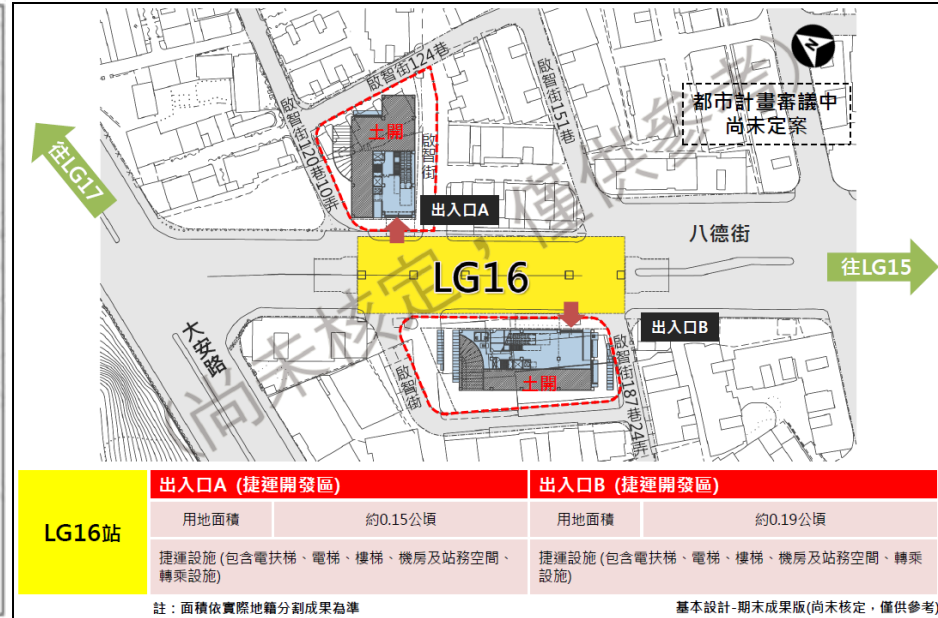 都市計畫審議中
尚未定案
啟智街124巷
啟智街151巷
啟智街120巷10弄
土開
啟智街
往LG17
出入口A
八德街
LG16
往LG15
出入口B
大安路
啟智街
土開
啟智街187巷24弄
(尚未核定，僅供參考)
LG16站
出入口A (捷運開發區)
出入口B (捷運開發區)
用地面積
約0.15公頃
用地面積
約0.19公頃
捷運設施 (包含電扶梯、電梯、樓梯、機房及站務空間、
轉乘設施)
捷運設施 (包含電扶梯、電梯、樓梯、機房及站務空間、轉乘
設施)
註：面積依實際地籍分割成果為準
基本設計-期末成果版(尚未核定，僅供參考)